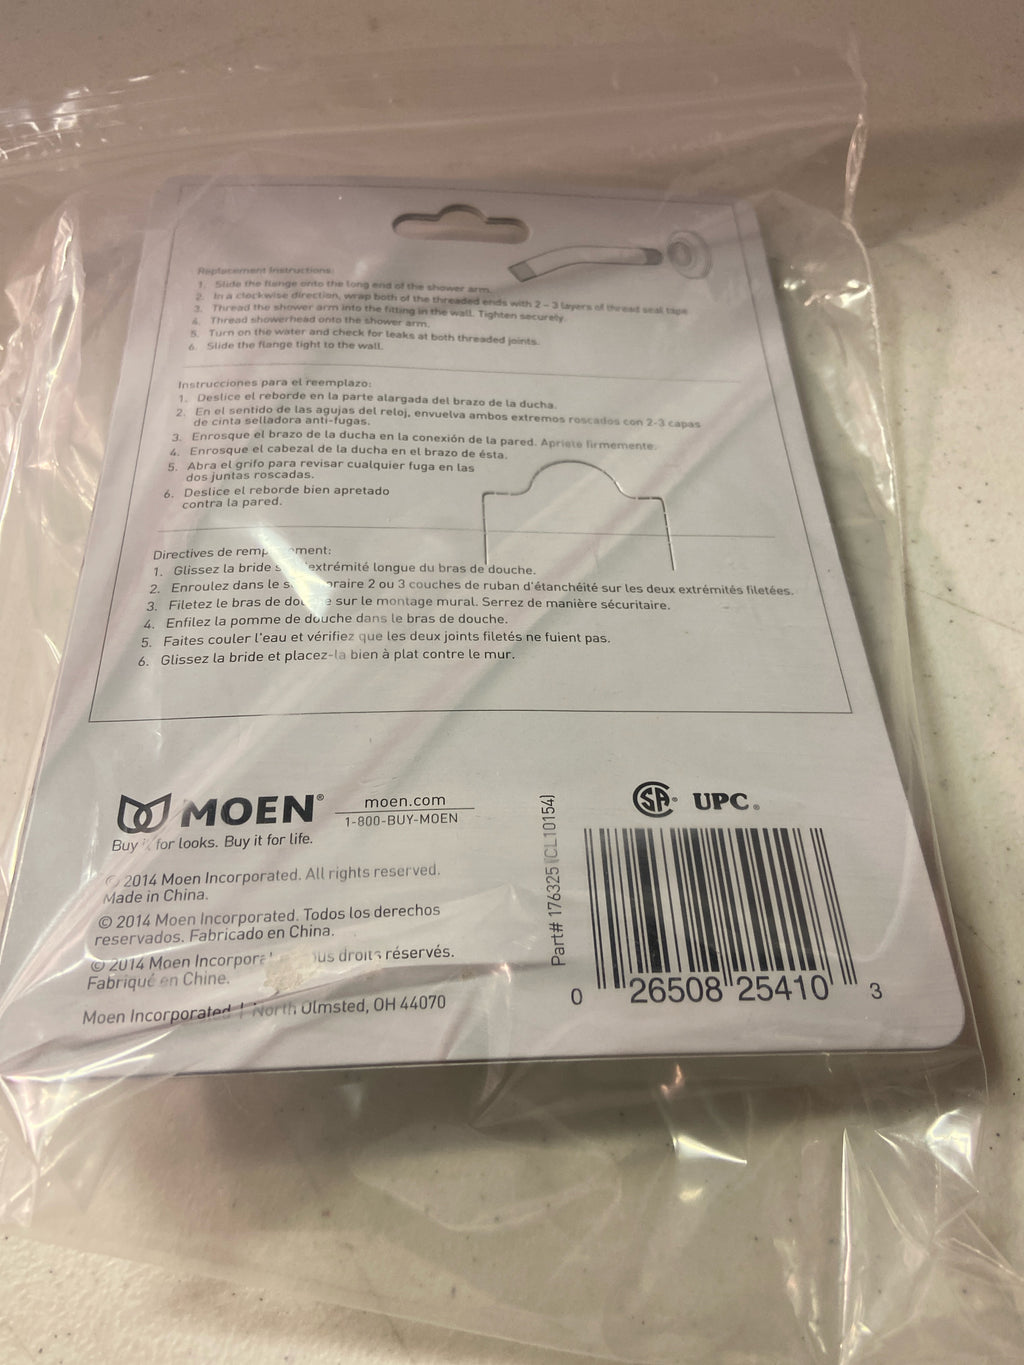 Replacement Instructions:
1. Slide the flange onto the long end of the shower arm.
2. In a clockwise direction, wrap both of the threaded ends with 2 – 3 layers of thread seal tape
3. Thread the shower arm into the fitting in the wall. Tighten securely.
4. Thread showerhead onto the shower arm.
5. Turn on the water and check for leaks at both threaded joints.
6. Slide the flange tight to the wall.
Instrucciones para el reemplazo:
1. Deslice el reborde en la parte alargada del brazo de la ducha.
2. En el sentido de las agujas del reloj, envuelva ambos extremos roscados con 2-3 capas
de cinta selladora anti-fugas.
3. Enrosque el brazo de la ducha en la conexión de la pared. Apriete firmemente.
4. Enrosque el cabezal de la ducha en el brazo de ésta.
5. Abra el grifo para revisar cualquier fuga en las
dos juntas roscadas.
6. Deslice el reborde bien apretado
contra la pared.
Directives de ment:
1. Glissez la bride extrémité longue du bras de douche.
2. Enroulez dans le 2 ou 3 couches de ruban d'étanchéité sur les deux extrémités filetées.
3. Filetez le bras de douche sur le montage mural. Serrez de manière sécuritaire.
4. Enfilez la pomme de douche dans le bras de douche.
5. Faites couler l'eau et vérifiez que les deux joints filetés ne fuient pas.
6. Glissez la bride et placez-la bien à plat contre le mur.
MOEN®
moen.com
1-800-BUY-MOEN
Buy it for looks. Buy it for life.
© 2014 Moen Incorporated. All rights reserved.
Made in China.
© 2014 Moen Incorporated. Todos los derechos
reservados. Fabricado en China.
© 2014 Moen droits réservés.
Fabriqué en Chine.
Moen Incorporated | North Olmsted, OH 44070
Part# 176325 (CL10154)
SA® UPC®
0 26508 25410 3